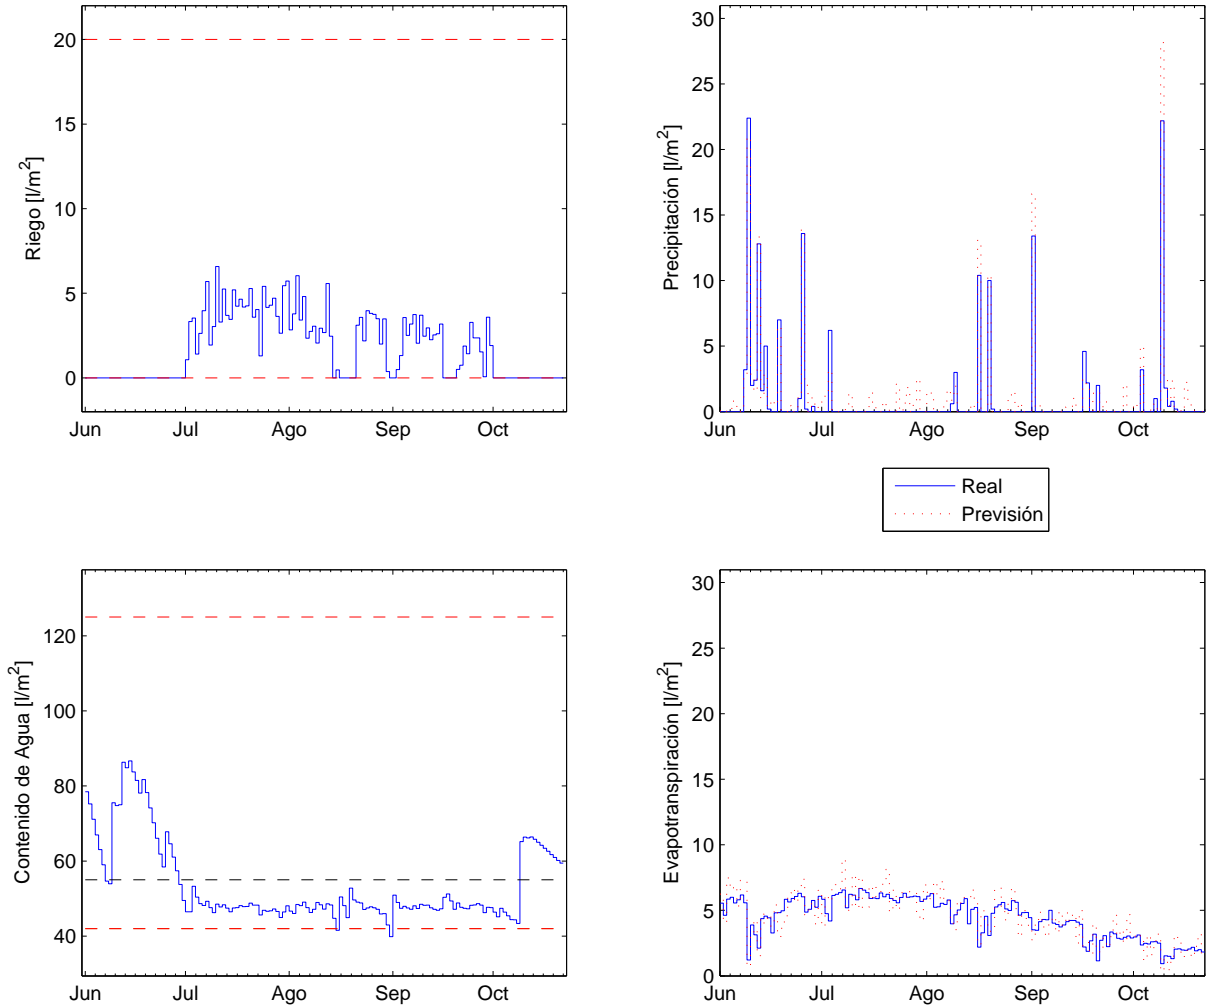 Riego [l/m²]
20
15
10
5
0
Jun Jul Ago Sep Oct
Precipitación [l/m²]
30
25
20
15
10
5
0
Jun Jul Ago Sep Oct
Real
Previsión
Contenido de Agua [l/m²]
120
100
80
60
40
Jun Jul Ago Sep Oct
Evapotranspiración [l/m²]
30
25
20
15
10
5
0
Jun Jul Ago Sep Oct